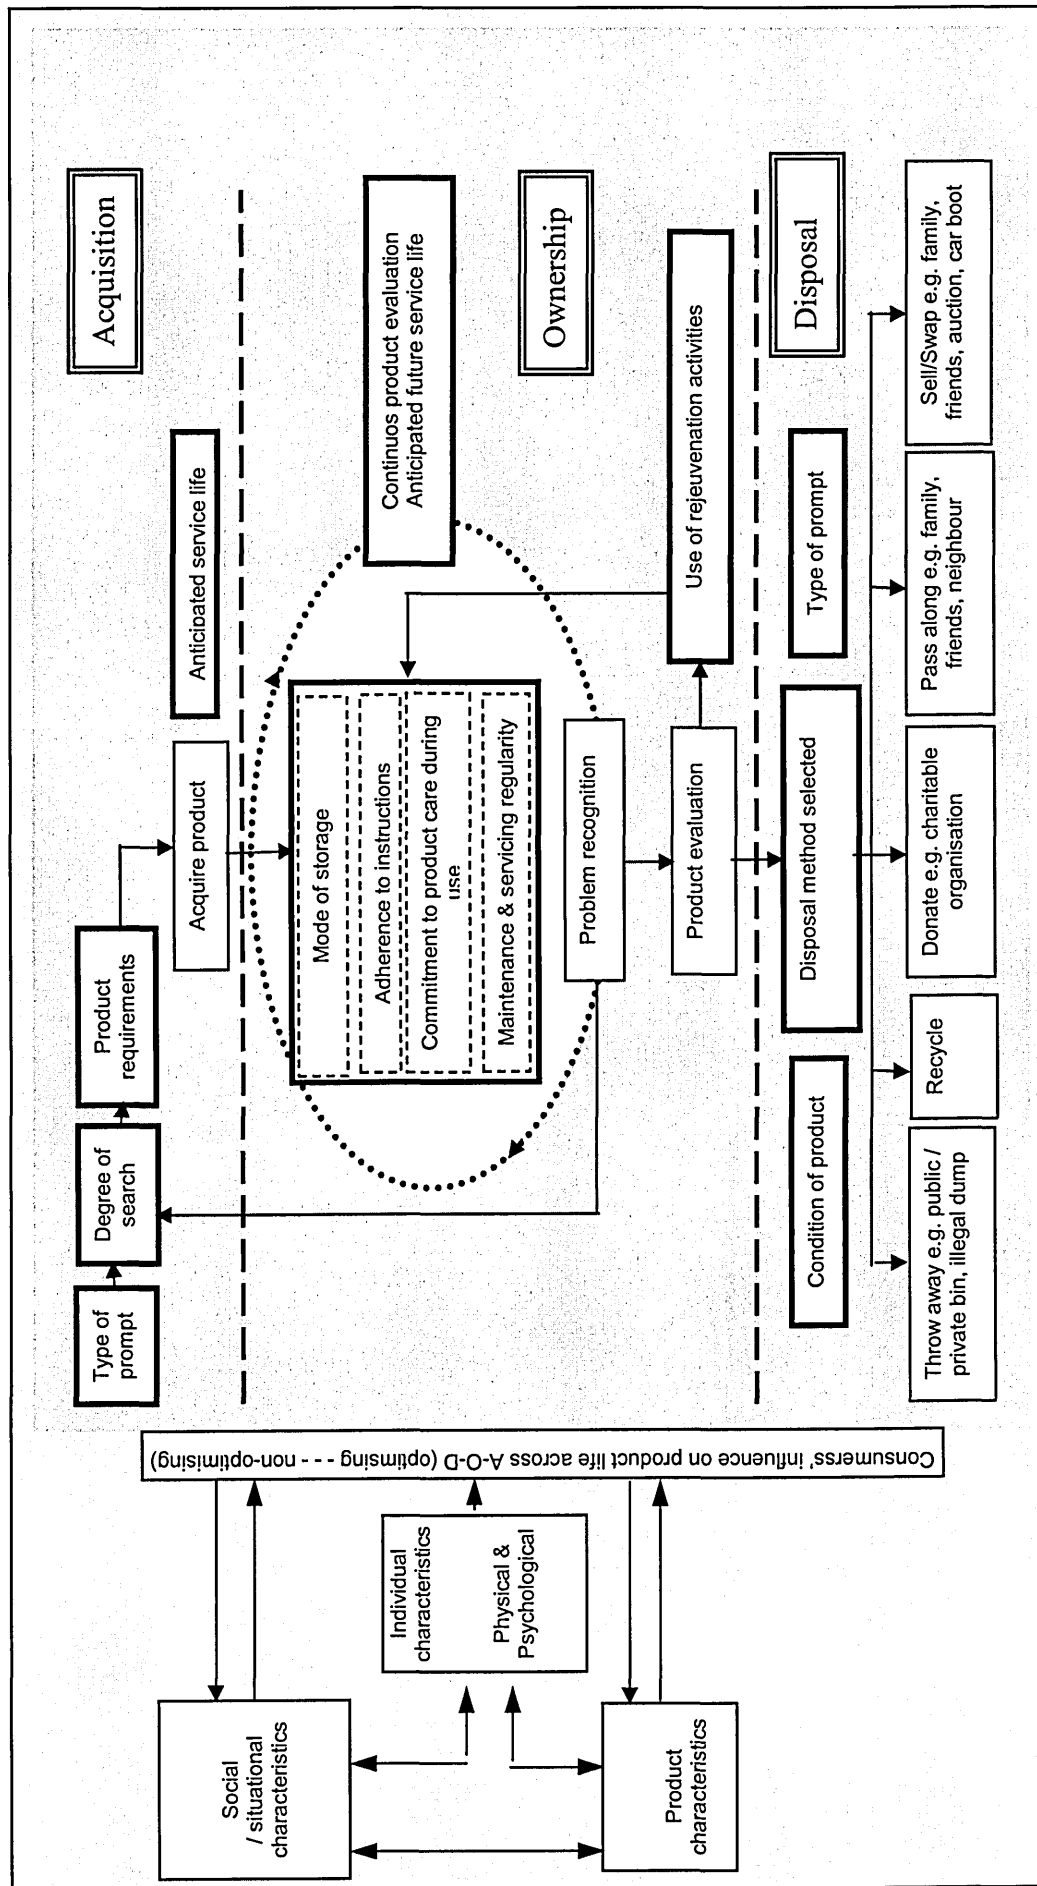 Type of
prompt
Degree of
search
Product
requirements
Acquire product
Anticipated service life
Acquisition
Mode of storage
Adherence to instructions
Commitment to product care during
use
Maintenance & servicing regularity
Continuos product evaluation
Anticipated future service life
Ownership
Problem recognition
Product evaluation
Use of rejeuvenation activities
Condition of product
Disposal method selected
Type of prompt
Disposal
Throw away e.g. public /
private bin, illegal dump
Recycle
Donate e.g. charitable
organisation
Pass along e.g. family,
friends, neighbour
Sell/Swap e.g. family,
friends, auction, car boot
Consumerss' influence on product life across A-O-D (optimsing - - - non-optimising)
Social
/ situational
characteristics
Individual
characteristics
Physical &
Psychological
Product
characteristics